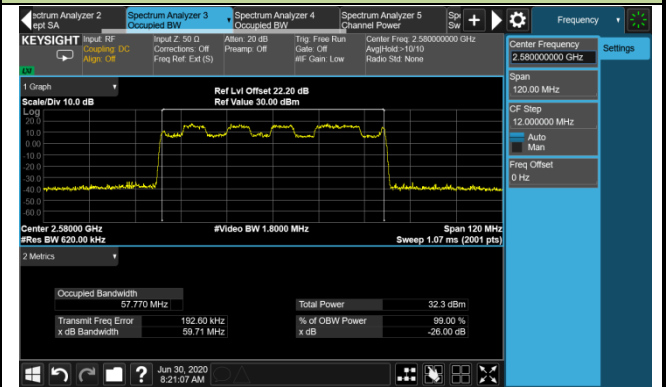 Spectrum Analyzer 2
ept SA
Spectrum Analyzer 3
Occupied BW
Spectrum Analyzer 4
Occupied BW
Spectrum Analyzer 5
Channel Power
Sp
Sw
Frequency
KEYSIGHT
Input: RF
Coupling: DC
Align: Off
Input Z: 50 Ω
Corrections: Off
Freq Ref: Ext (S)
Atten: 20 dB
Preamp: Off
Trig: Free Run
Gate: Off
#IF Gain: Low
Center Freq: 2.580000000 GHz
Avg|Hold:>10/10
Radio Std: None
Center Frequency
2.580000000 GHz
Settings
Span
120.00 MHz
CF Step
12.000000 MHz
Auto
Man
Freq Offset
0 Hz
1 Graph
Scale/Div 10.0 dB
Ref Lvl Offset 22.20 dB
Ref Value 30.00 dBm
Log
20.0
10.0
0.00
-10.0
-20.0
-30.0
-40.0
-50.0
-60.0
Center 2.58000 GHz
#Video BW 1.8000 MHz
Span 120 MHz
#Res BW 620.00 kHz
Sweep 1.07 ms (2001 pts)
2 Metrics
Occupied Bandwidth
57.770 MHz
Total Power
32.3 dBm
Transmit Freq Error
192.60 kHz
% of OBW Power
99.00 %
x dB Bandwidth
59.71 MHz
x dB
-26.00 dB
?
Jun 30, 2020
8:21:07 AM